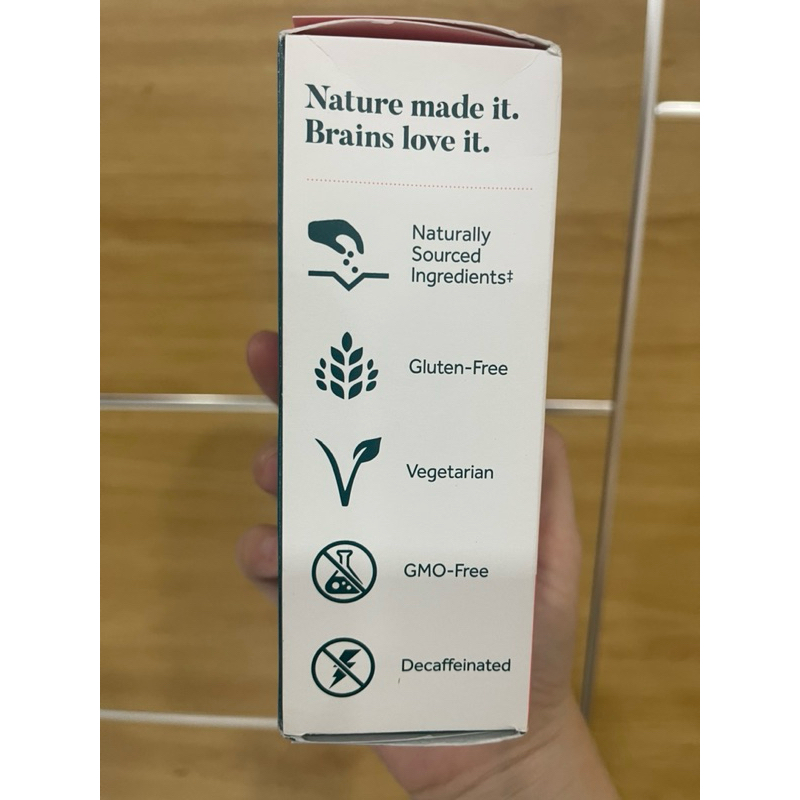 Nature made it.
Brains love it.
Naturally
Sourced
Ingredients‡
Gluten-Free
Vegetarian
GMO-Free
Decaffeinated